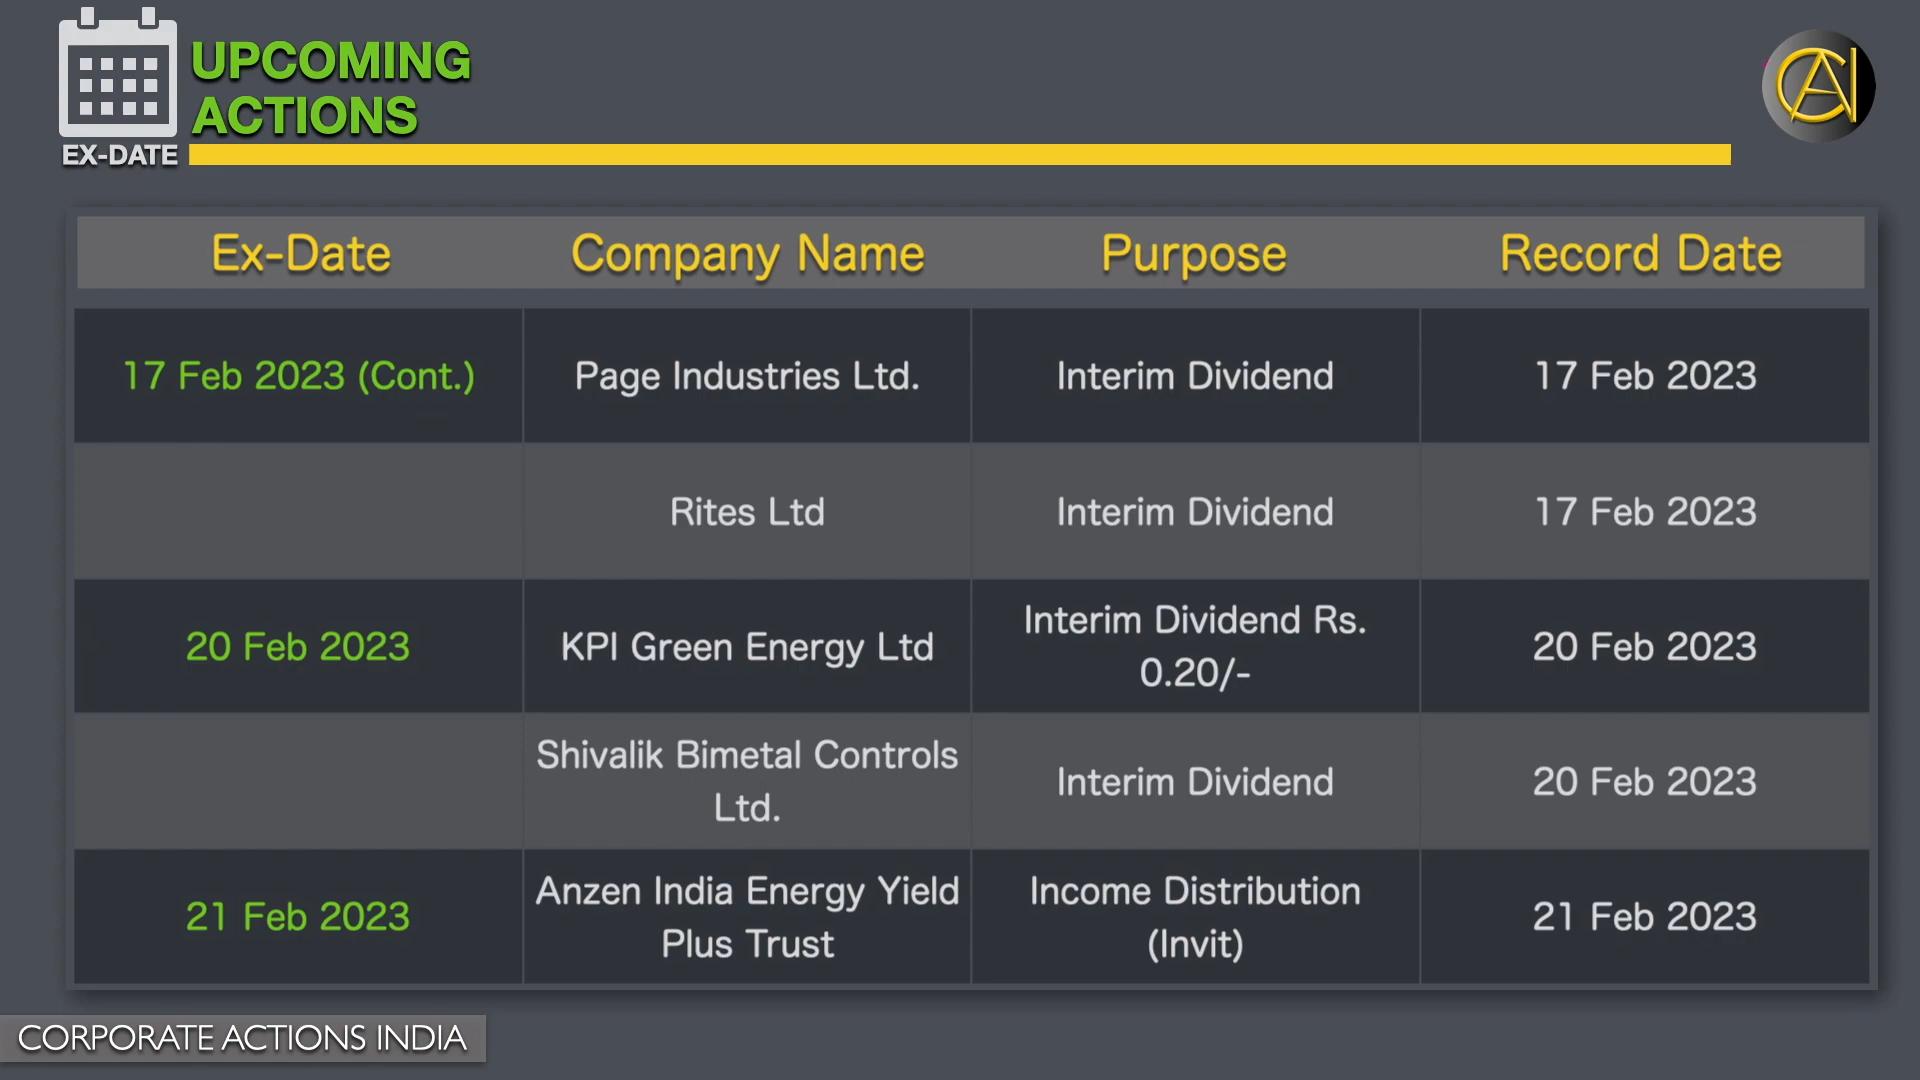 UPCOMING
ACTIONS
EX-DATE
CAI
Ex-Date Company Name Purpose Record Date
17 Feb 2023 (Cont.) Page Industries Ltd. Interim Dividend 17 Feb 2023
Rites Ltd Interim Dividend 17 Feb 2023
20 Feb 2023 KPI Green Energy Ltd Interim Dividend Rs.
0.20/- 20 Feb 2023
Shivalik Bimetal Controls
Ltd. Interim Dividend 20 Feb 2023
21 Feb 2023 Anzen India Energy Yield
Plus Trust Income Distribution
(Invit) 21 Feb 2023
CORPORATE ACTIONS INDIA